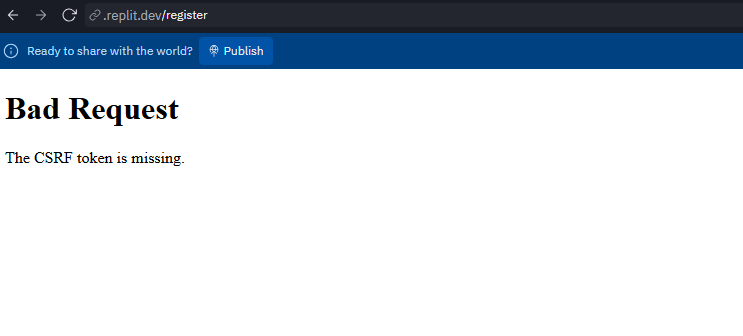 .replit.dev/register
Ready to share with the world? Publish
Bad Request
The CSRF token is missing.